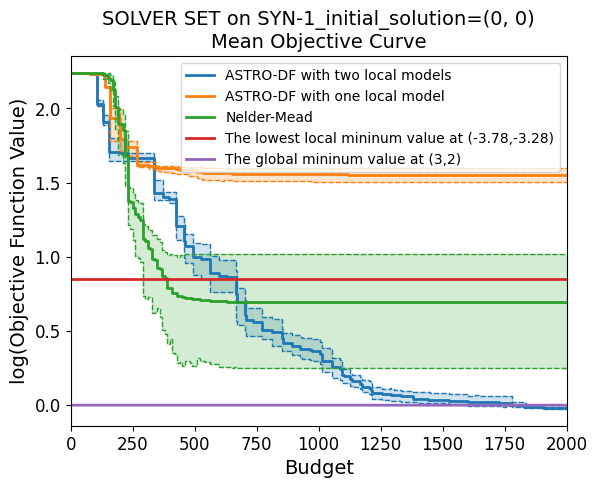 SOLVER SET on SYN-1_initial_solution=(0, 0)
Mean Objective Curve
log(Objective Function Value)
2.0
1.5
1.0
0.5
0.0
ASTRO-DF with two local models
ASTRO-DF with one local model
Nelder-Mead
The lowest local mininum value at (-3.78,-3.28)
The global mininum value at (3,2)
0
250
500
750
1000
1250
1500
1750
2000
Budget